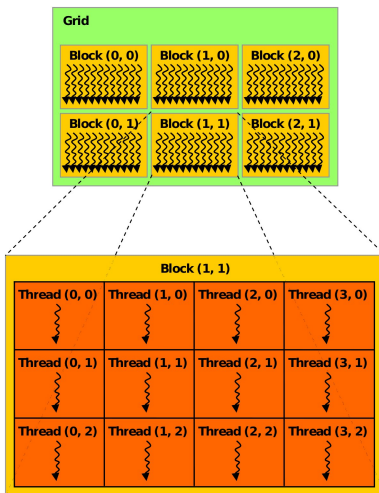 Grid
Block (0, 0) Block (1, 0) Block (2, 0)
Block (0, 1) Block (1, 1) Block (2, 1)
Block (1, 1)
Thread (0, 0) Thread (1, 0) Thread (2, 0) Thread (3, 0)
Thread (0, 1) Thread (1, 1) Thread (2, 1) Thread (3, 1)
Thread (0, 2) Thread (1, 2) Thread (2, 2) Thread (3, 2)